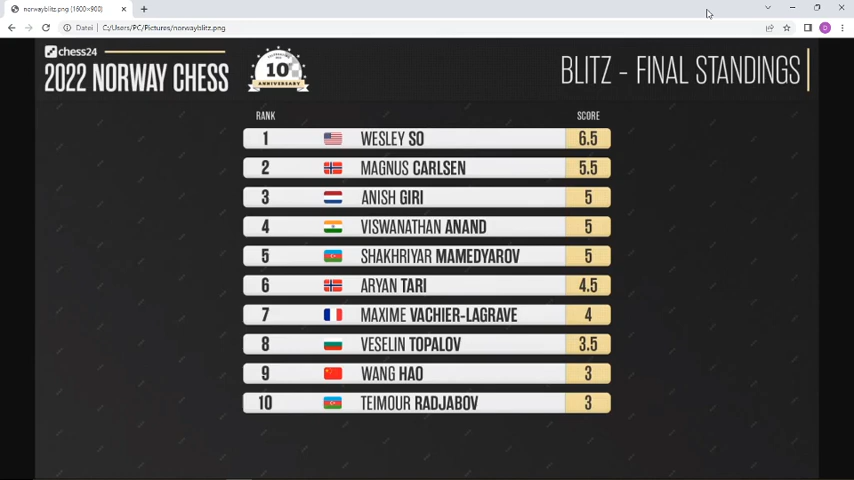 norwayblitz.png (1600×900)
Datei C:/Users/PC/Pictures/norwayblitz.png
chess24
2022 NORWAY CHESS
10
ANNIVERSARY
BLITZ - FINAL STANDINGS
RANK SCORE
1 WESLEY SO 6.5
2 MAGNUS CARLSEN 5.5
3 ANISH GIRI 5
4 VISWANATHAN ANAND 5
5 SHAKHRIYAR MAMEDYAROV 5
6 ARYAN TARI 4.5
7 MAXIME VACHIER-LAGRAVE 4
8 VESELIN TOPALOV 3.5
9 WANG HAO 3
10 TEIMOUR RADJABOV 3